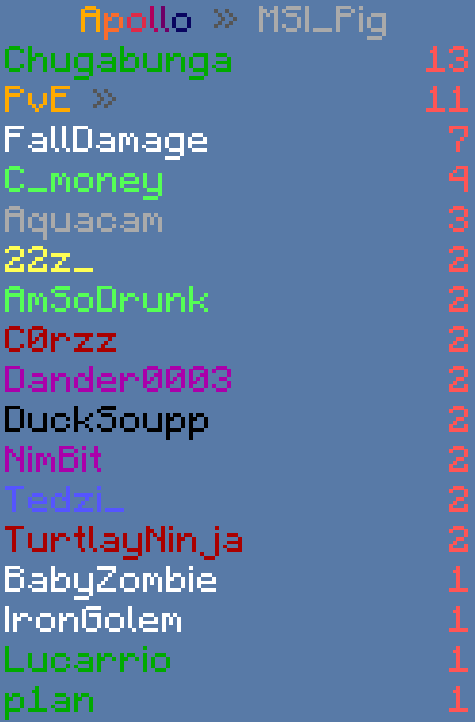 Apollo » MSI_Pig
Chugabunga 13
PvE » 11
FallDamage 7
C_money 4
Aquacam 3
22z_ 2
AmSoDrunk 2
C0rzz 2
Dander0003 2
DuckSoupp 2
NimBit 2
Tedzi_ 2
TurtlayNinja 2
BabyZombie 1
IronGolem 1
Lucarrio 1
p1an 1